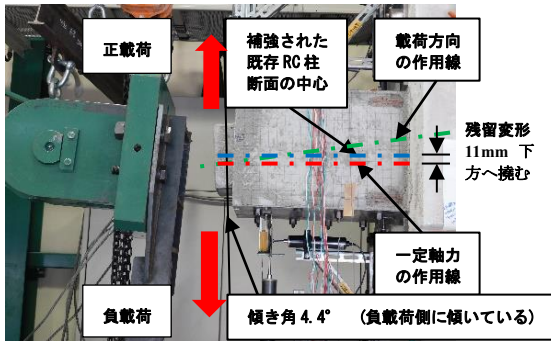 正載荷
補強された
既存RC柱
断面の中心
載荷方向
の作用線
残留変形
11mm 下
方へ撓む
一定軸力
の作用線
負載荷
傾き角4.4° (負載荷側に傾いている)